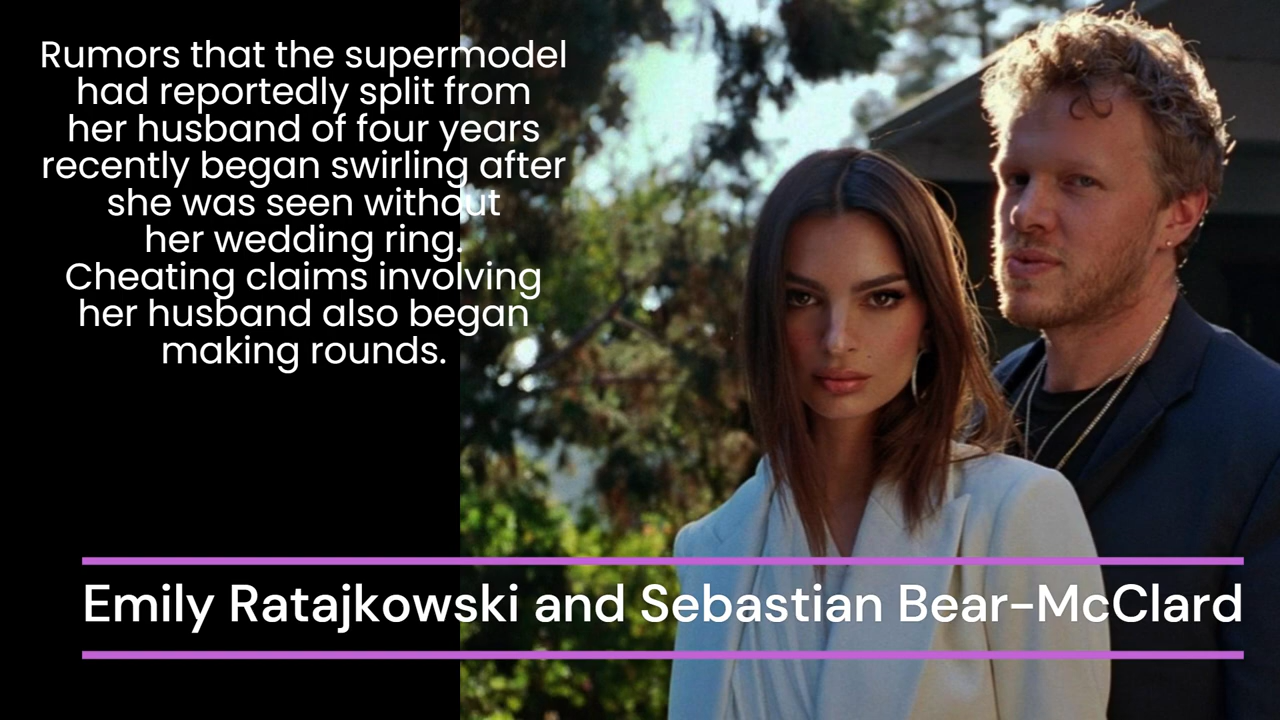 Rumors that the supermodel
had reportedly split from
her husband of four years
recently began swirling after
she was seen without
her wedding ring.
Cheating claims involving
her husband also began
making rounds.
Emily Ratajkowski and Sebastian Bear-McClard